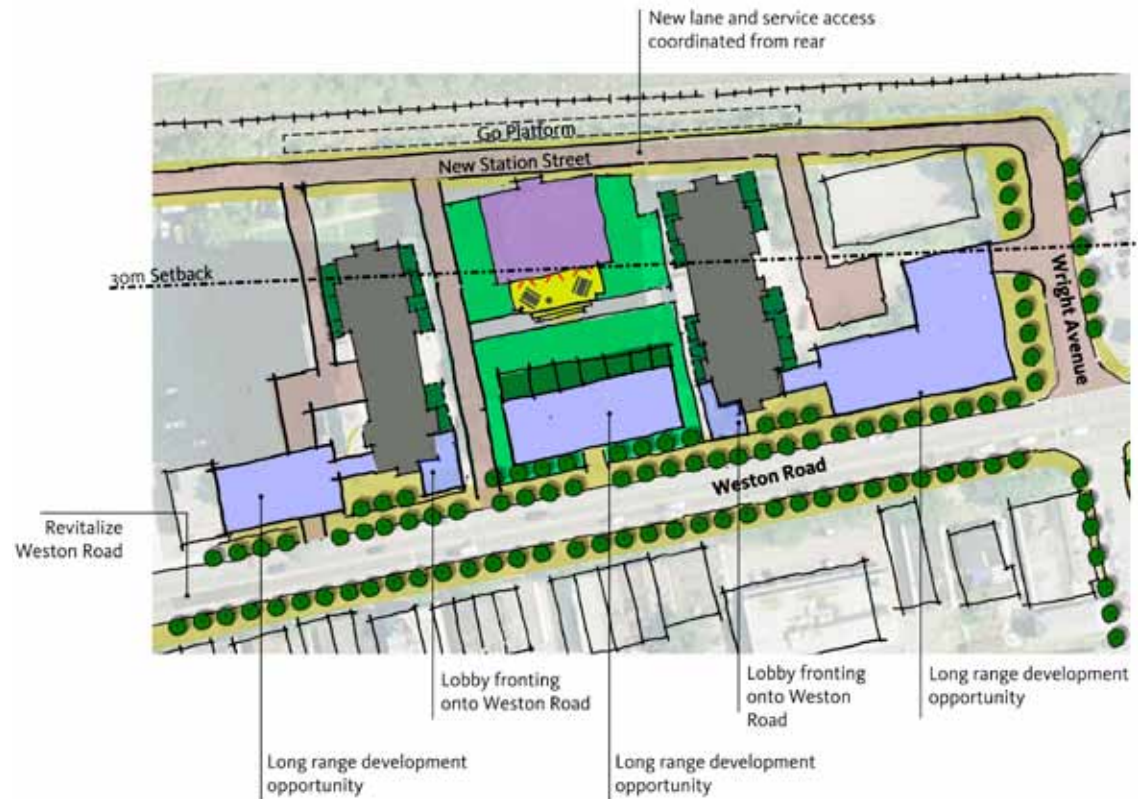 New lane and service access
coordinated from rear
Go Platform
New Station Street
30m Setback
Wright Avenue
Weston Road
Revitalize
Weston Road
Lobby fronting
onto Weston Road
Lobby fronting
onto Weston
Road
Long range development
opportunity
Long range development
opportunity
Long range development
opportunity